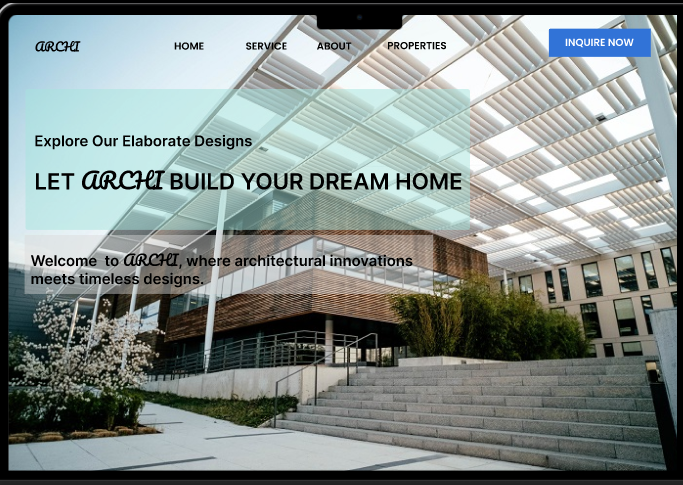 ARCHI HOME SERVICE ABOUT PROPERTIES INQUIRE NOW
Explore Our Elaborate Designs
LET ARCHI BUILD YOUR DREAM HOME
Welcome to ARCHI, where architectural innovations
meets timeless designs.